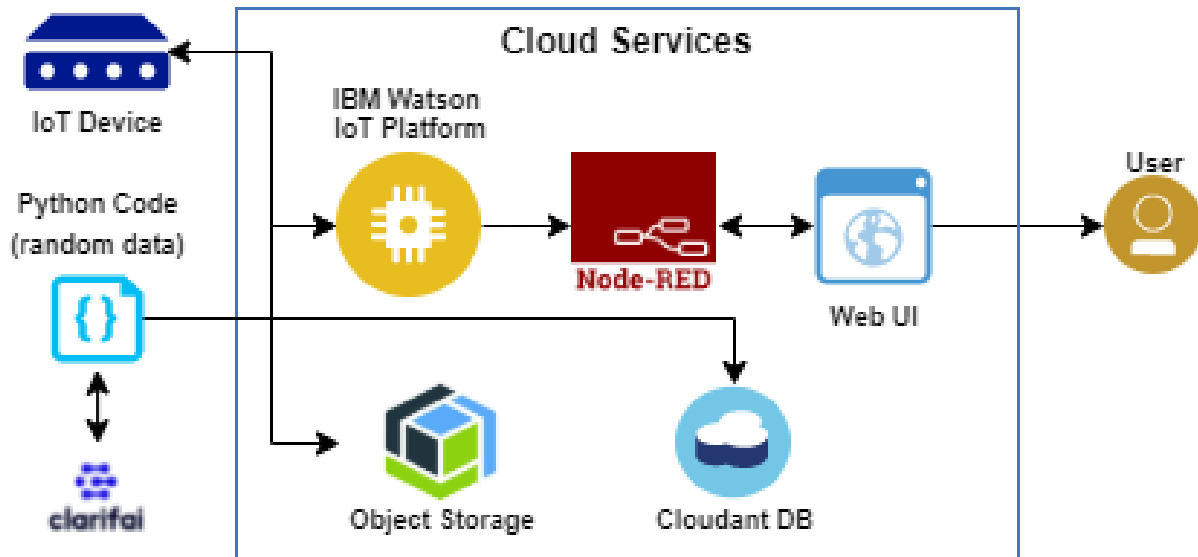 Cloud Services
IoT Device
IBM Watson
IoT Platform
User
Python Code
(random data)
{}
Node-RED
Web UI
clarifai
Object Storage
Cloudant DB